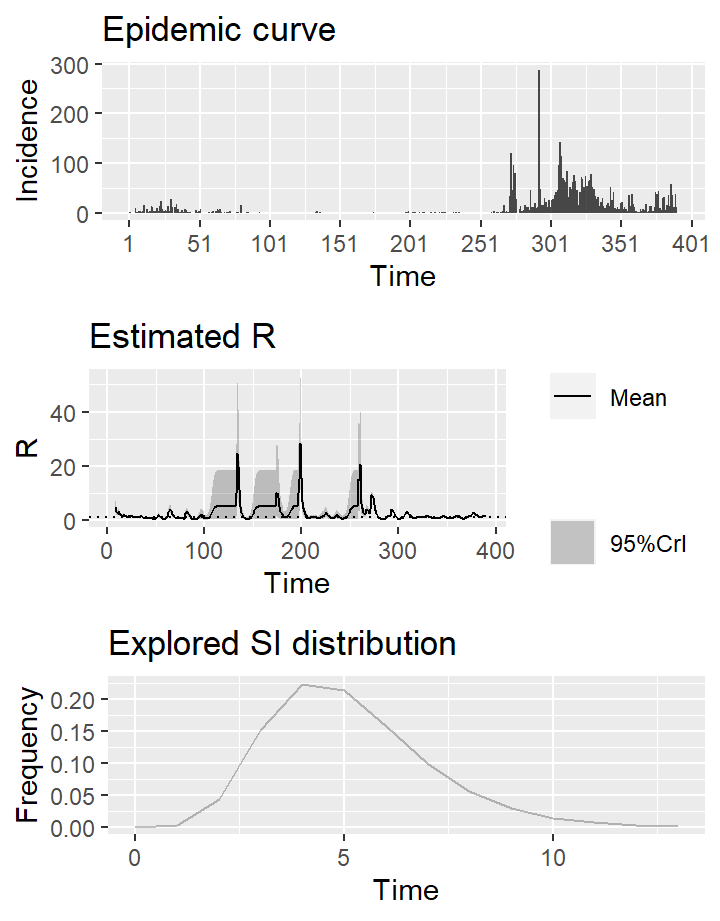 Epidemic curve
300
200
100
0
Incidence
1 51 101 151 201 251 301 351 401
Time
Estimated R
40
20
0
R
0 100 200 300 400
Time
Mean
95%CrI
Explored SI distribution
0.20
0.15
0.10
0.05
0.00
Frequency
0 5 10
Time